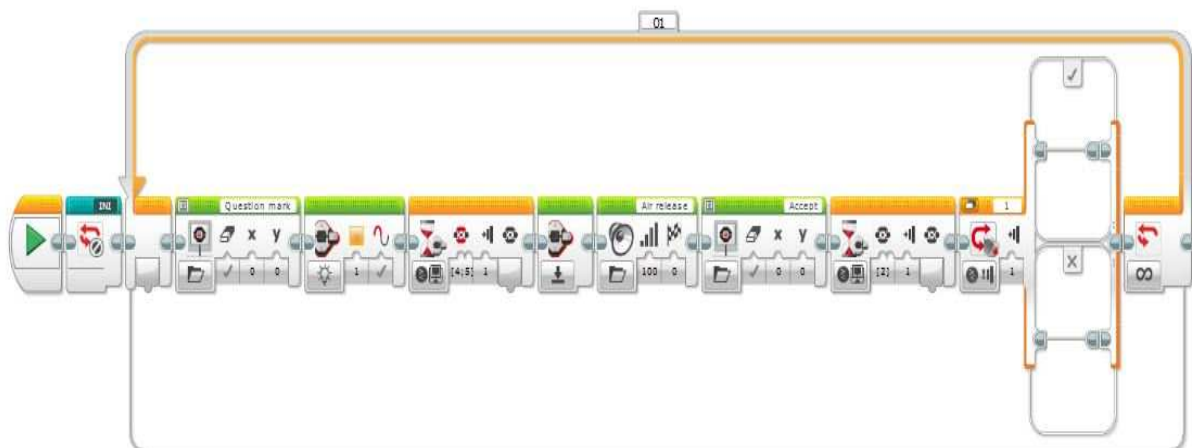 01
INI
Question mark
Air release
Accept
1
x y
x y
0 0
1
[4;5] 1
100 0
0 0
[2] 1
1